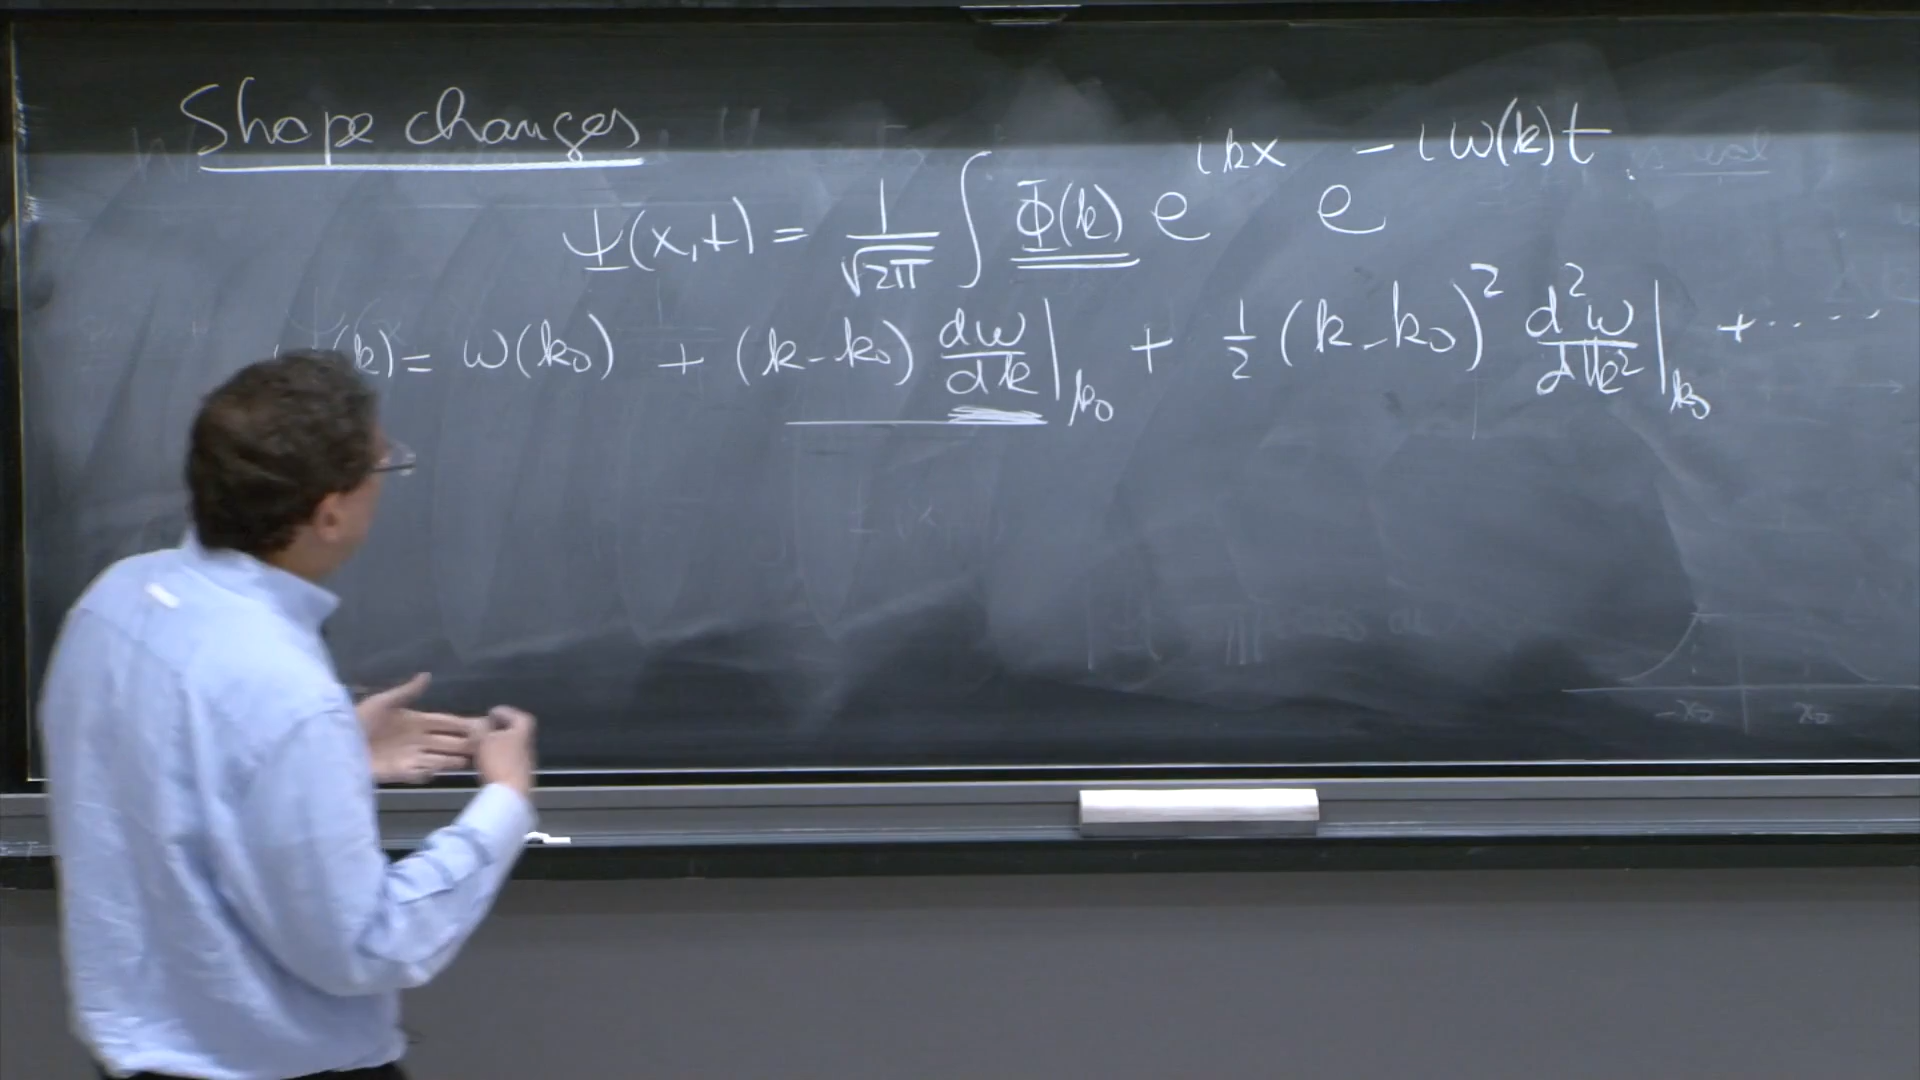 Shape changes
Ψ(x,t) = 1/√2π ∫ Φ(k) e^{ikx} e^{-iω(k)t}
(k) = ω(k₀) + (k-k₀) dω/dk|_{k₀} + 1/2 (k-k₀)² d²ω/dk²|_{k₀} + .....
-x₀ x₀